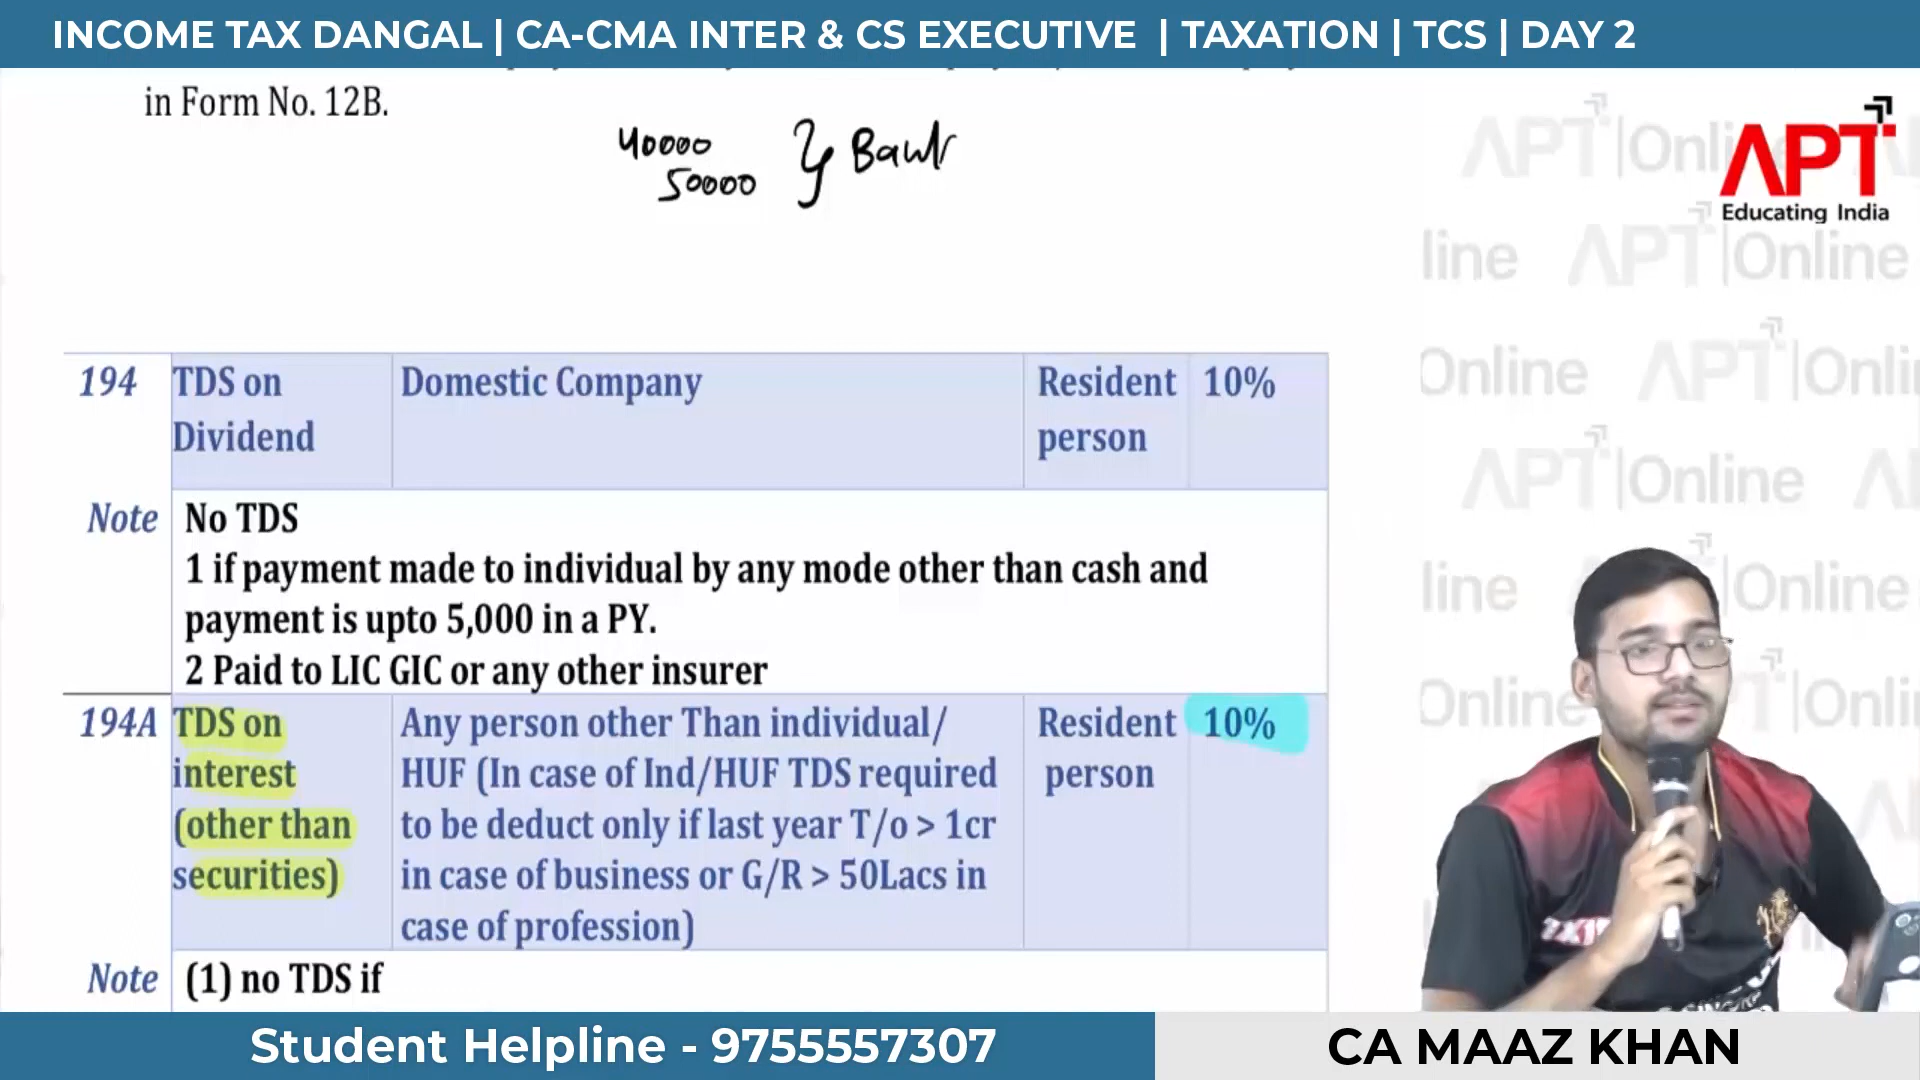 INCOME TAX DANGAL | CA-CMA INTER & CS EXECUTIVE | TAXATION | TCS | DAY 2
in Form No. 12B.
40000
50000
Bank
APT
Educating India
194 TDS on Dividend Domestic Company Resident person 10%
Note No TDS
1 if payment made to individual by any mode other than cash and
payment is upto 5,000 in a PY.
2 Paid to LIC GIC or any other insurer
194A TDS on Any person other Than individual/ Resident 10%
interest HUF (In case of Ind/HUF TDS required person
(other than to be deduct only if last year T/o > 1cr
securities) in case of business or G/R > 50Lacs in
case of profession)
Note (1) no TDS if
APT|Online
Student Helpline - 9755557307
CA MAAZ KHAN